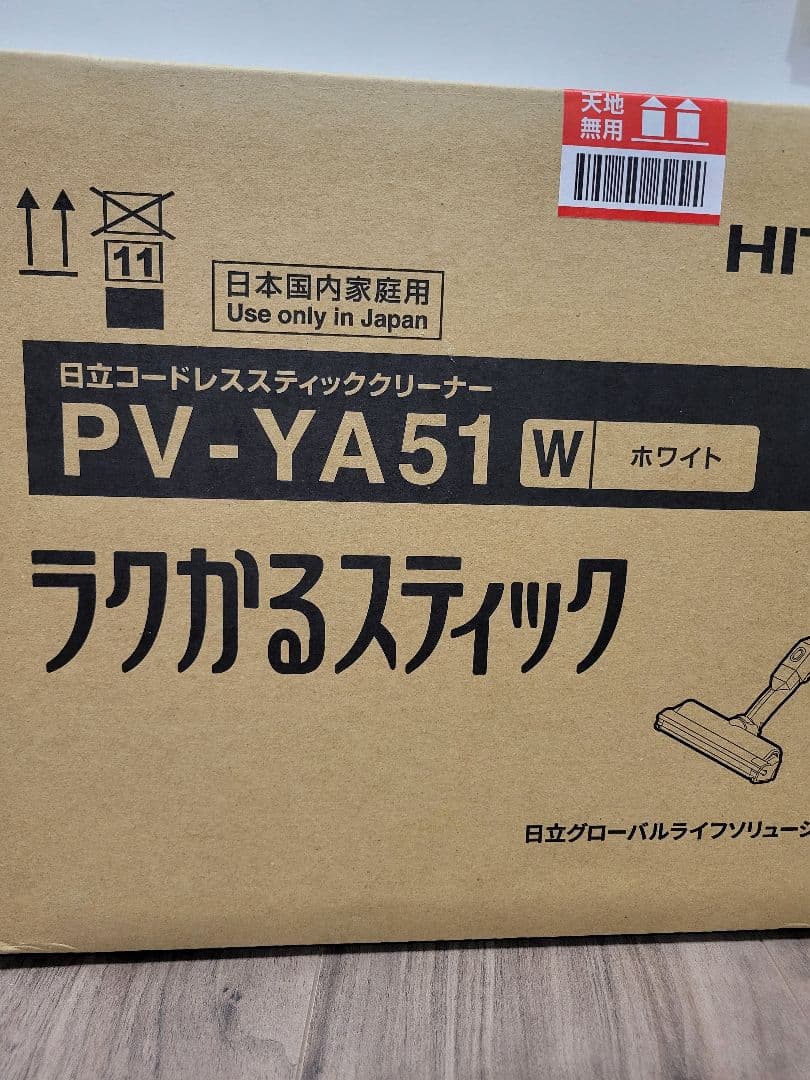 天地
無用
HIT
11
日本国内家庭用
Use only in Japan
日立コードレススティッククリーナー
PV-YA51 W ホワイト
ラクかるスティック
日立グローバルライフソリューシ